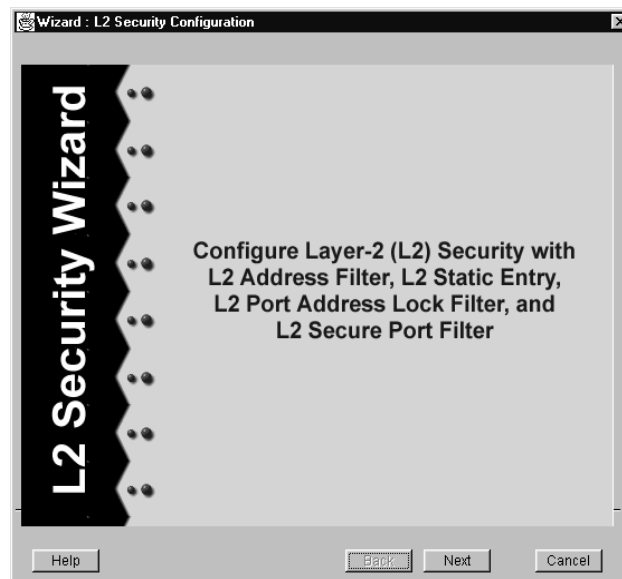 Wizard : L2 Security Configuration
L2 Security Wizard
Configure Layer-2 (L2) Security with
L2 Address Filter, L2 Static Entry,
L2 Port Address Lock Filter, and
L2 Secure Port Filter
Help
Back
Next
Cancel